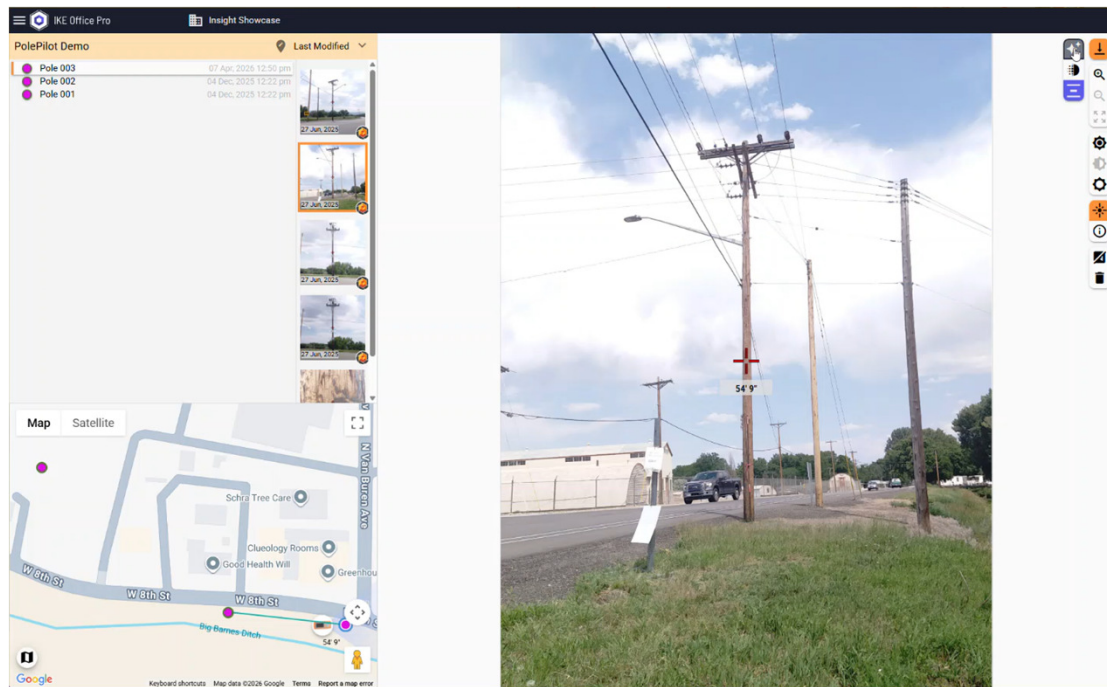 IKE Office Pro
Insight Showcase
PolePilot Demo
Last Modified
Pole 003
07 Apr, 2026 12:50 pm
Pole 002
04 Dec, 2025 12:22 pm
Pole 001
04 Dec, 2025 12:22 pm
27 Jun, 2025
27 Jun, 2025
27 Jun, 2025
27 Jun, 2025
54' 9"
Map
Satellite
N Van Buren Ave
Schra Tree Care
Clueology Rooms
Good Health Will
Greenhou
W 8th St
W 8th St
W 8th St
Big Barnes Ditch
54' 9"
Google
Keyboard shortcuts
Map data ©2026 Google
Terms
Report a map error